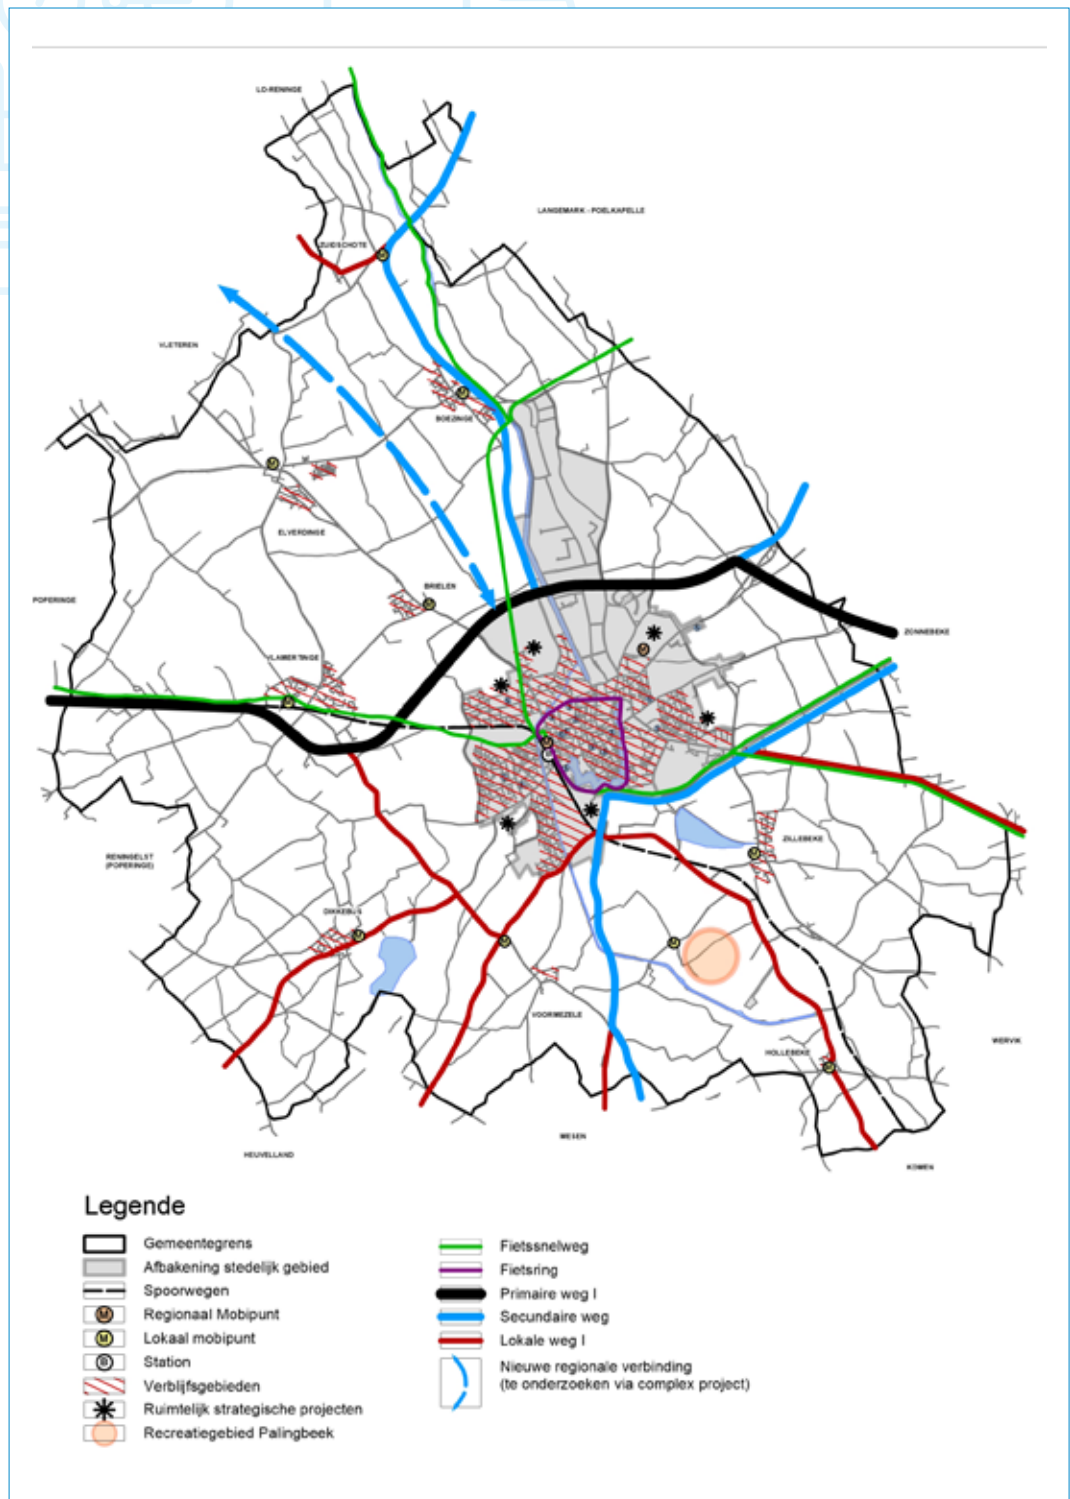 LO-RENINGE
LANGEMARK - POELKAPELLE
ZUIDSCHOTE
VLETEREN
BOEZINGE
ELVERDINGE
BRIELEN
POPERINGE
ZONNEBEKE
VLAMERTINGE
ZILLEBEKE
RENINGELST
(POPERINGE)
DIKKEBUS
VOORMEZELE
WERVIK
HOLLEBEKE
MESEN
HEUVELLAND
KOMEN
Legende
Gemeentegrens
Afbakening stedelijk gebied
Spoorwegen
M Regionaal Mobipunt
M Lokaal mobipunt
Station
Verblijfsgebieden
Ruimtelijk strategische projecten
Recreatiegebied Palingbeek
Fietssnelweg
Fietsring
Primaire weg I
Secundaire weg
Lokale weg I
Nieuwe regionale verbinding
(te onderzoeken via complex project)